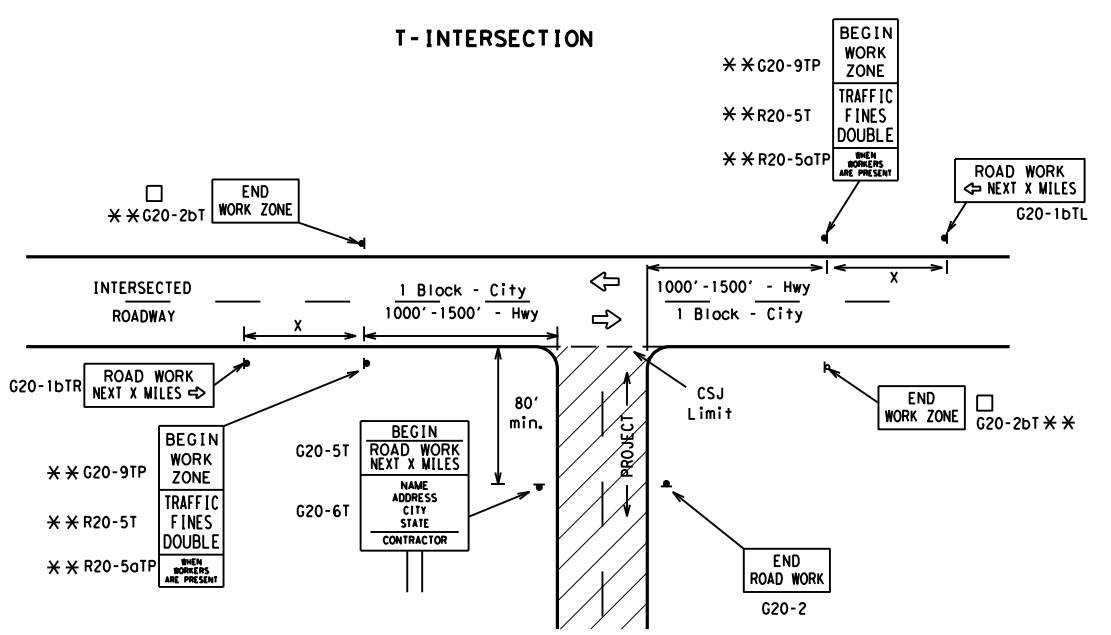 T-INTERSECTION
BEGIN
WORK
ZONE
TRAFFIC
FINES
DOUBLE
WHEN
WORKERS
ARE PRESENT
**G20-9TP
**R20-5T
**R20-5aTP
ROAD WORK
⇦ NEXT X MILES
G20-1bTL
□
**G20-2bT
END
WORK ZONE
INTERSECTED
ROADWAY
X
1 Block - City
1000'-1500' - Hwy
1000'-1500' - Hwy
1 Block - City
X
G20-1bTR
ROAD WORK
NEXT X MILES ⇨
BEGIN
WORK
ZONE
TRAFFIC
FINES
DOUBLE
WHEN
WORKERS
ARE PRESENT
**G20-9TP
**R20-5T
**R20-5aTP
G20-5T
G20-6T
BEGIN
ROAD WORK
NEXT X MILES
NAME
ADDRESS
CITY
STATE
CONTRACTOR
80'
min.
PROJECT
CSJ
Limit
END
WORK ZONE
□
G20-2bT**
END
ROAD WORK
G20-2